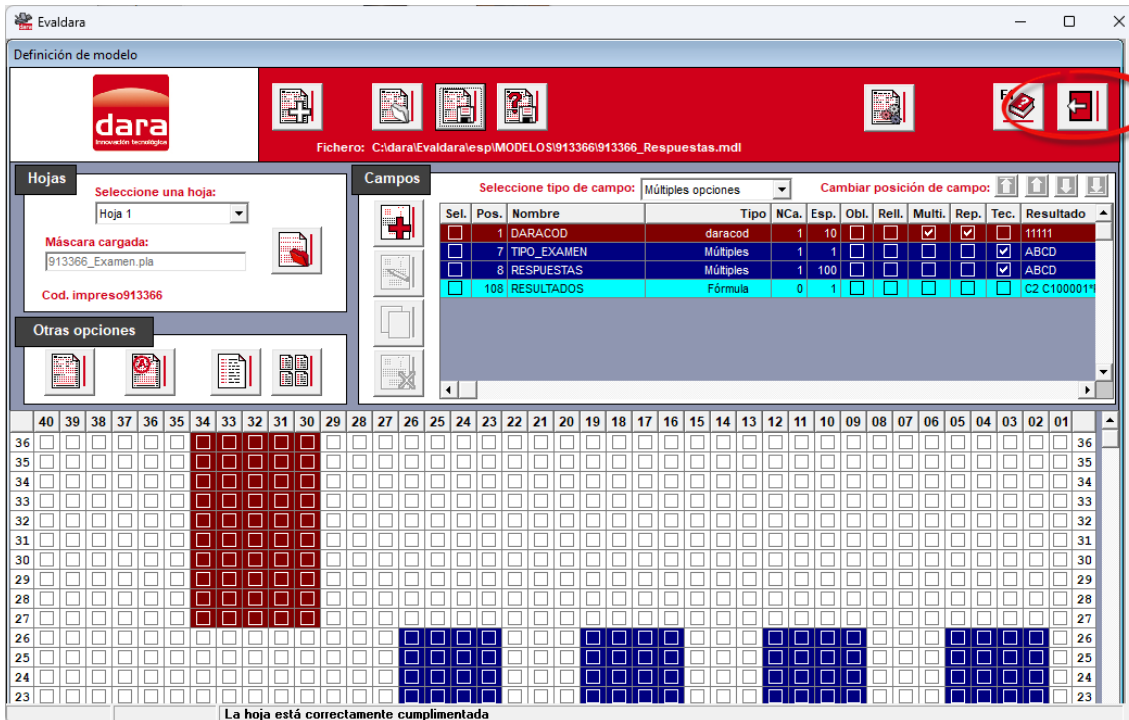 Evaldara
Definición de modelo
dara
innovación tecnológica
Fichero: C:\dara\Evaldara\esp\MODELOS\913366\913366_Respuestas.mdl
Hojas
Seleccione una hoja:
Hoja 1
Máscara cargada:
913366_Examen.pla
Cod. impreso913366
Otras opciones
Campos
Seleccione tipo de campo: Múltiples opciones
Cambiar posición de campo:
Sel. Pos. Nombre Tipo NCa. Esp. Obl. Rell. Multi. Rep. Tec. Resultado
1 DARACOD daracod 1 10 11111
7 TIPO_EXAMEN Múltiples 1 1 ABCD
8 RESPUESTAS Múltiples 1 100 ABCD
108 RESULTADOS Fórmula 0 1 C2 C100001*
40 39 38 37 36 35 34 33 32 31 30 29 28 27 26 25 24 23 22 21 20 19 18 17 16 15 14 13 12 11 10 09 08 07 06 05 04 03 02 01
36 36
35 35
34 34
33 33
32 32
31 31
30 30
29 29
28 28
27 27
26 26
25 25
24 24
23 23
La hoja está correctamente cumplimentada